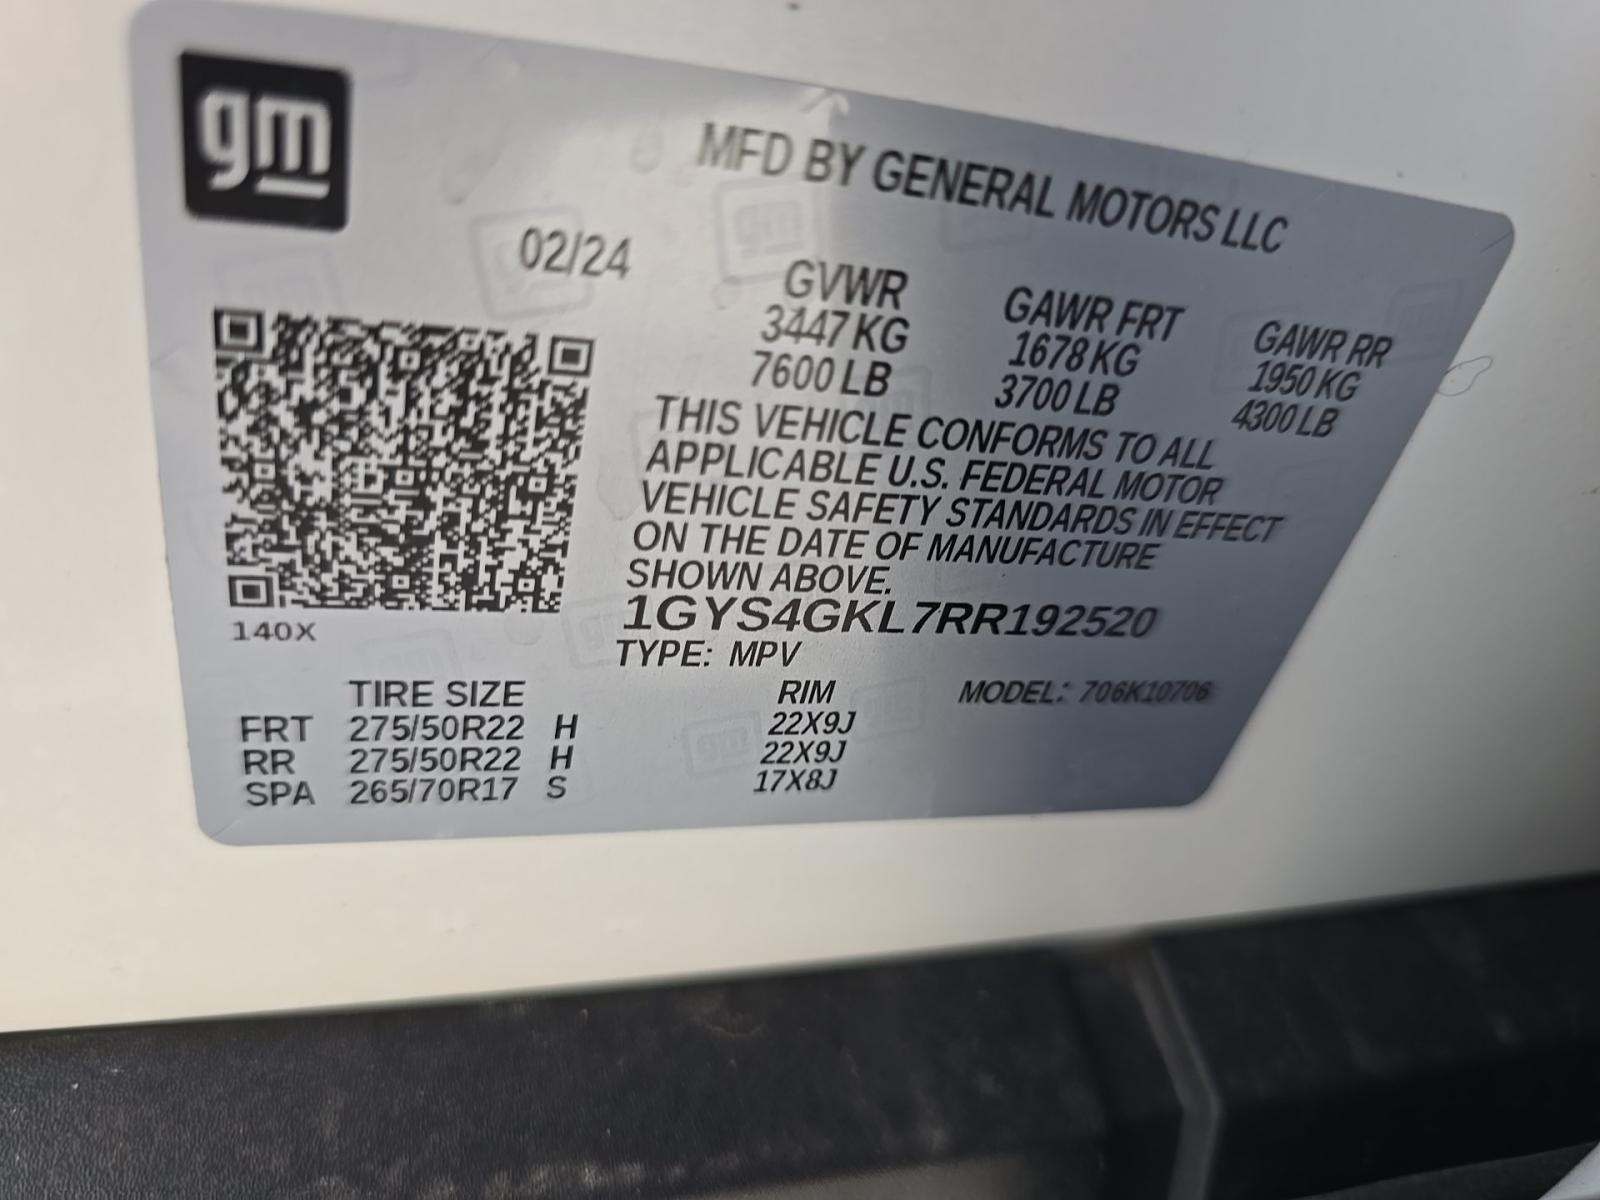 gm
MFD BY GENERAL MOTORS LLC
02/24
GVWR GAWR FRT GAWR RR
3447 KG 1678 KG 1950 KG
7600 LB 3700 LB 4300 LB
THIS VEHICLE CONFORMS TO ALL
APPLICABLE U.S. FEDERAL MOTOR
VEHICLE SAFETY STANDARDS IN EFFECT
ON THE DATE OF MANUFACTURE
SHOWN ABOVE.
1GYS4GKL7RR192520
140X
TYPE: MPV
TIRE SIZE RIM MODEL: 706K10706
FRT 275/50R22 H 22X9J
RR 275/50R22 H 22X9J
SPA 265/70R17 S 17X8J